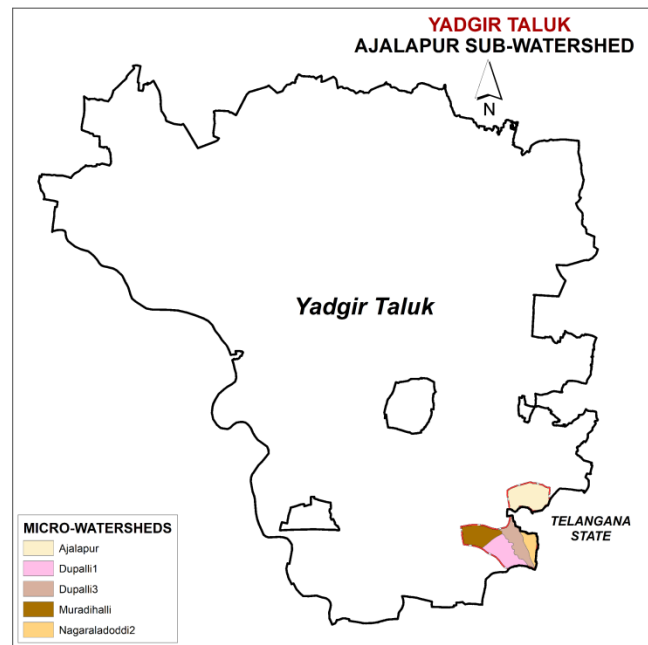 YADGIR TALUK
AJALAPUR SUB-WATERSHED
N
Yadgir Taluk
TELANGANA
STATE
MICRO-WATERSHEDS
Ajalapur
Dupalli1
Dupalli3
Muradihalli
Nagaraladoddi2